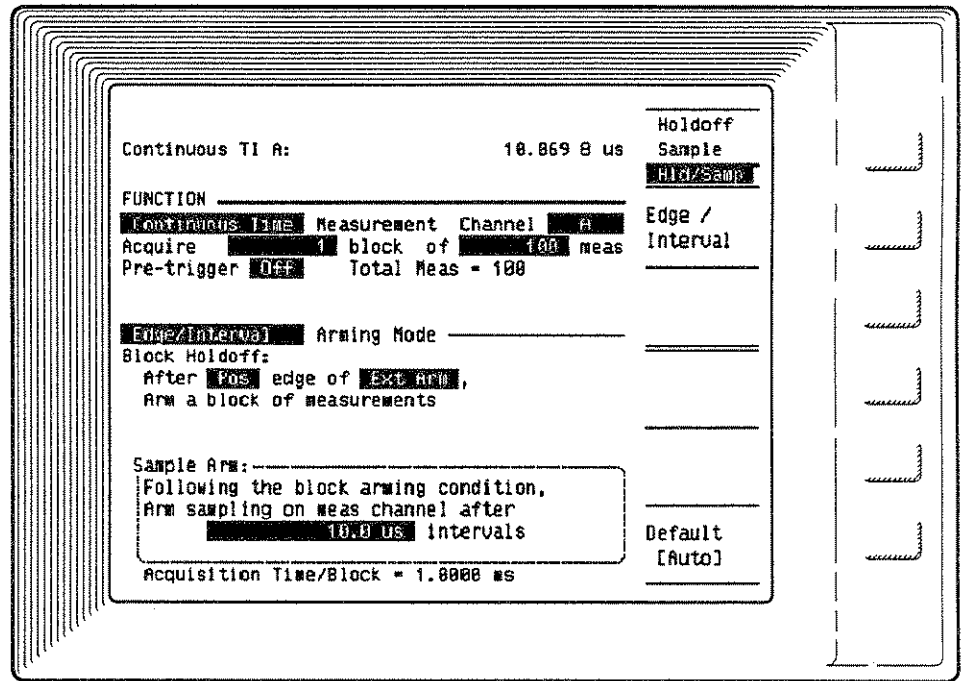 Continuous TI A: 10.869 8 us
FUNCTION
Continuous Time Measurement Channel A
Acquire 1 block of 100 meas
Pre-trigger Off Total Meas = 100
Edge/Interval Arming Mode
Block Holdoff:
After Pos edge of Ext Arm,
Arm a block of measurements
Sample Arm:
Following the block arming condition,
Arm sampling on meas channel after
10.0 us intervals
Acquisition Time/Block = 1.0000 ms
Holdoff
Sample
Hld/Samp
Edge /
Interval
Default
[Auto]